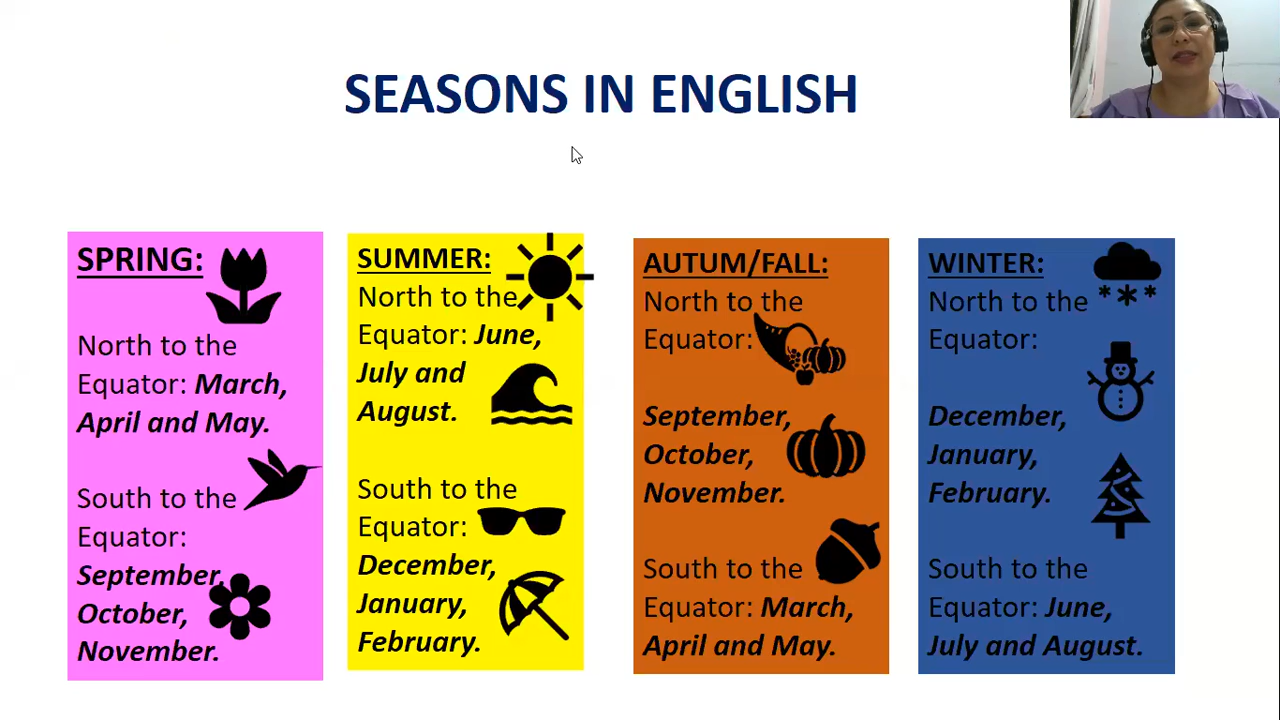 SEASONS IN ENGLISH
SPRING:
North to the
Equator: March,
April and May.
South to the
Equator:
September,
October,
November.
SUMMER:
North to the
Equator: June,
July and
August.
South to the
Equator:
December,
January,
February.
AUTUM/FALL:
North to the
Equator:
September,
October,
November.
South to the
Equator: March,
April and May.
WINTER:
North to the
Equator:
December,
January,
February.
South to the
Equator: June,
July and August.